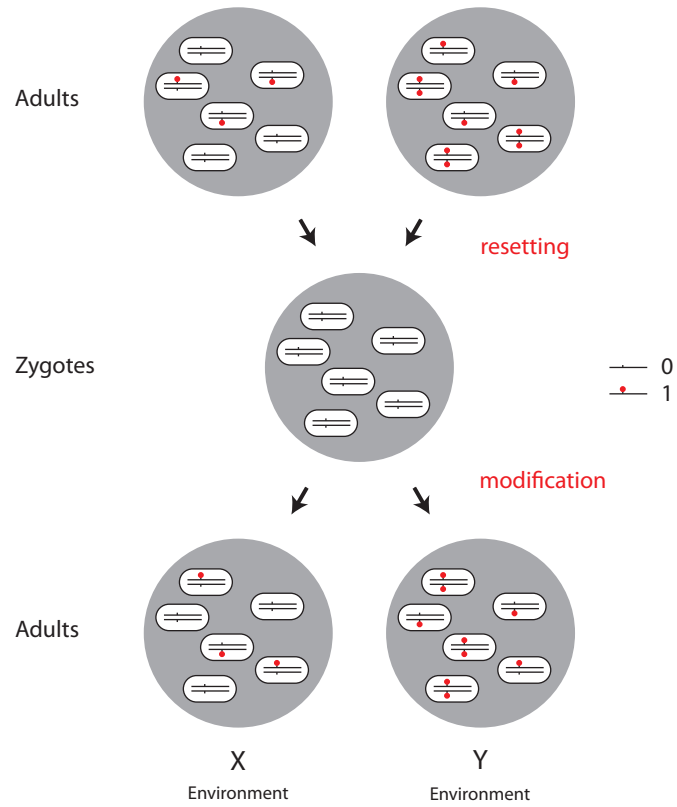 Adults
resetting
Zygotes
0
1
modification
Adults
X
Y
Environment
Environment